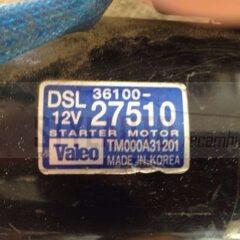 DSL 36100-
12V 27510
STARTER MOTOR
Valeo TM000A31201
MADE IN KOREA